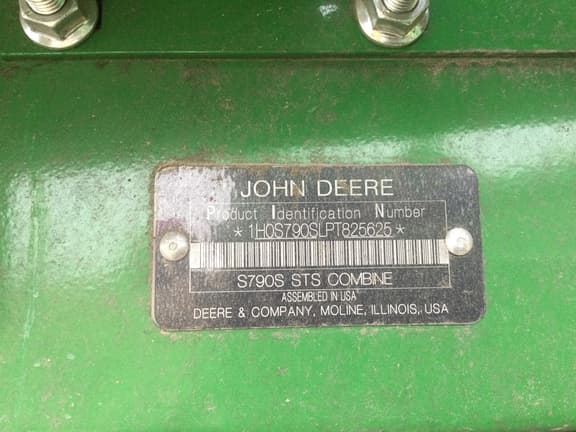 JOHN DEERE
Product Identification Number
*1H0S790SLPT825625*
S790S STS COMBINE
ASSEMBLED IN USA
DEERE & COMPANY, MOLINE, ILLINOIS, USA